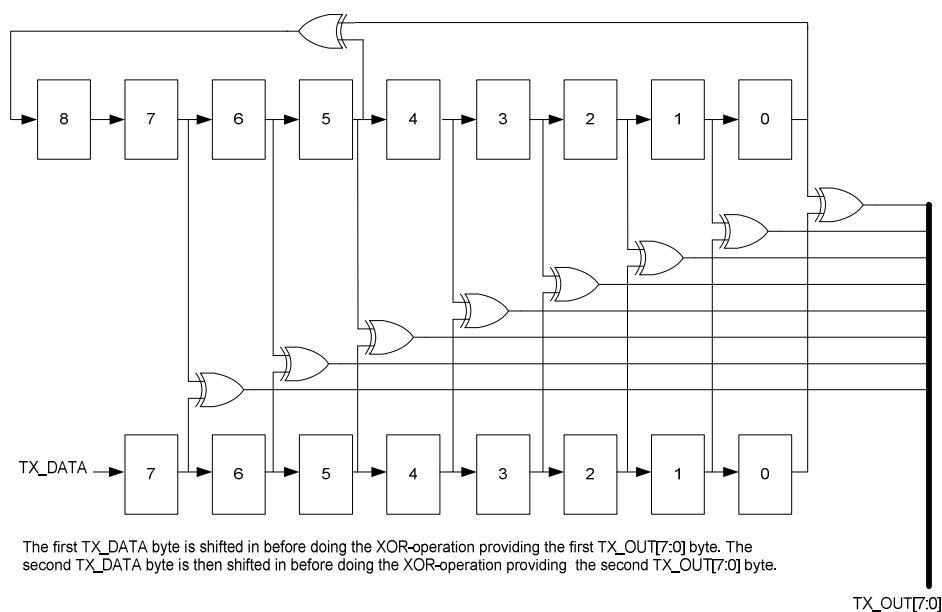 8 7 6 5 4 3 2 1 0
TX_DATA 7 6 5 4 3 2 1 0
The first TX_DATA byte is shifted in before doing the XOR-operation providing the first TX_OUT[7:0] byte. The
second TX_DATA byte is then shifted in before doing the XOR-operation providing the second TX_OUT[7:0] byte.
TX_OUT[7:0]